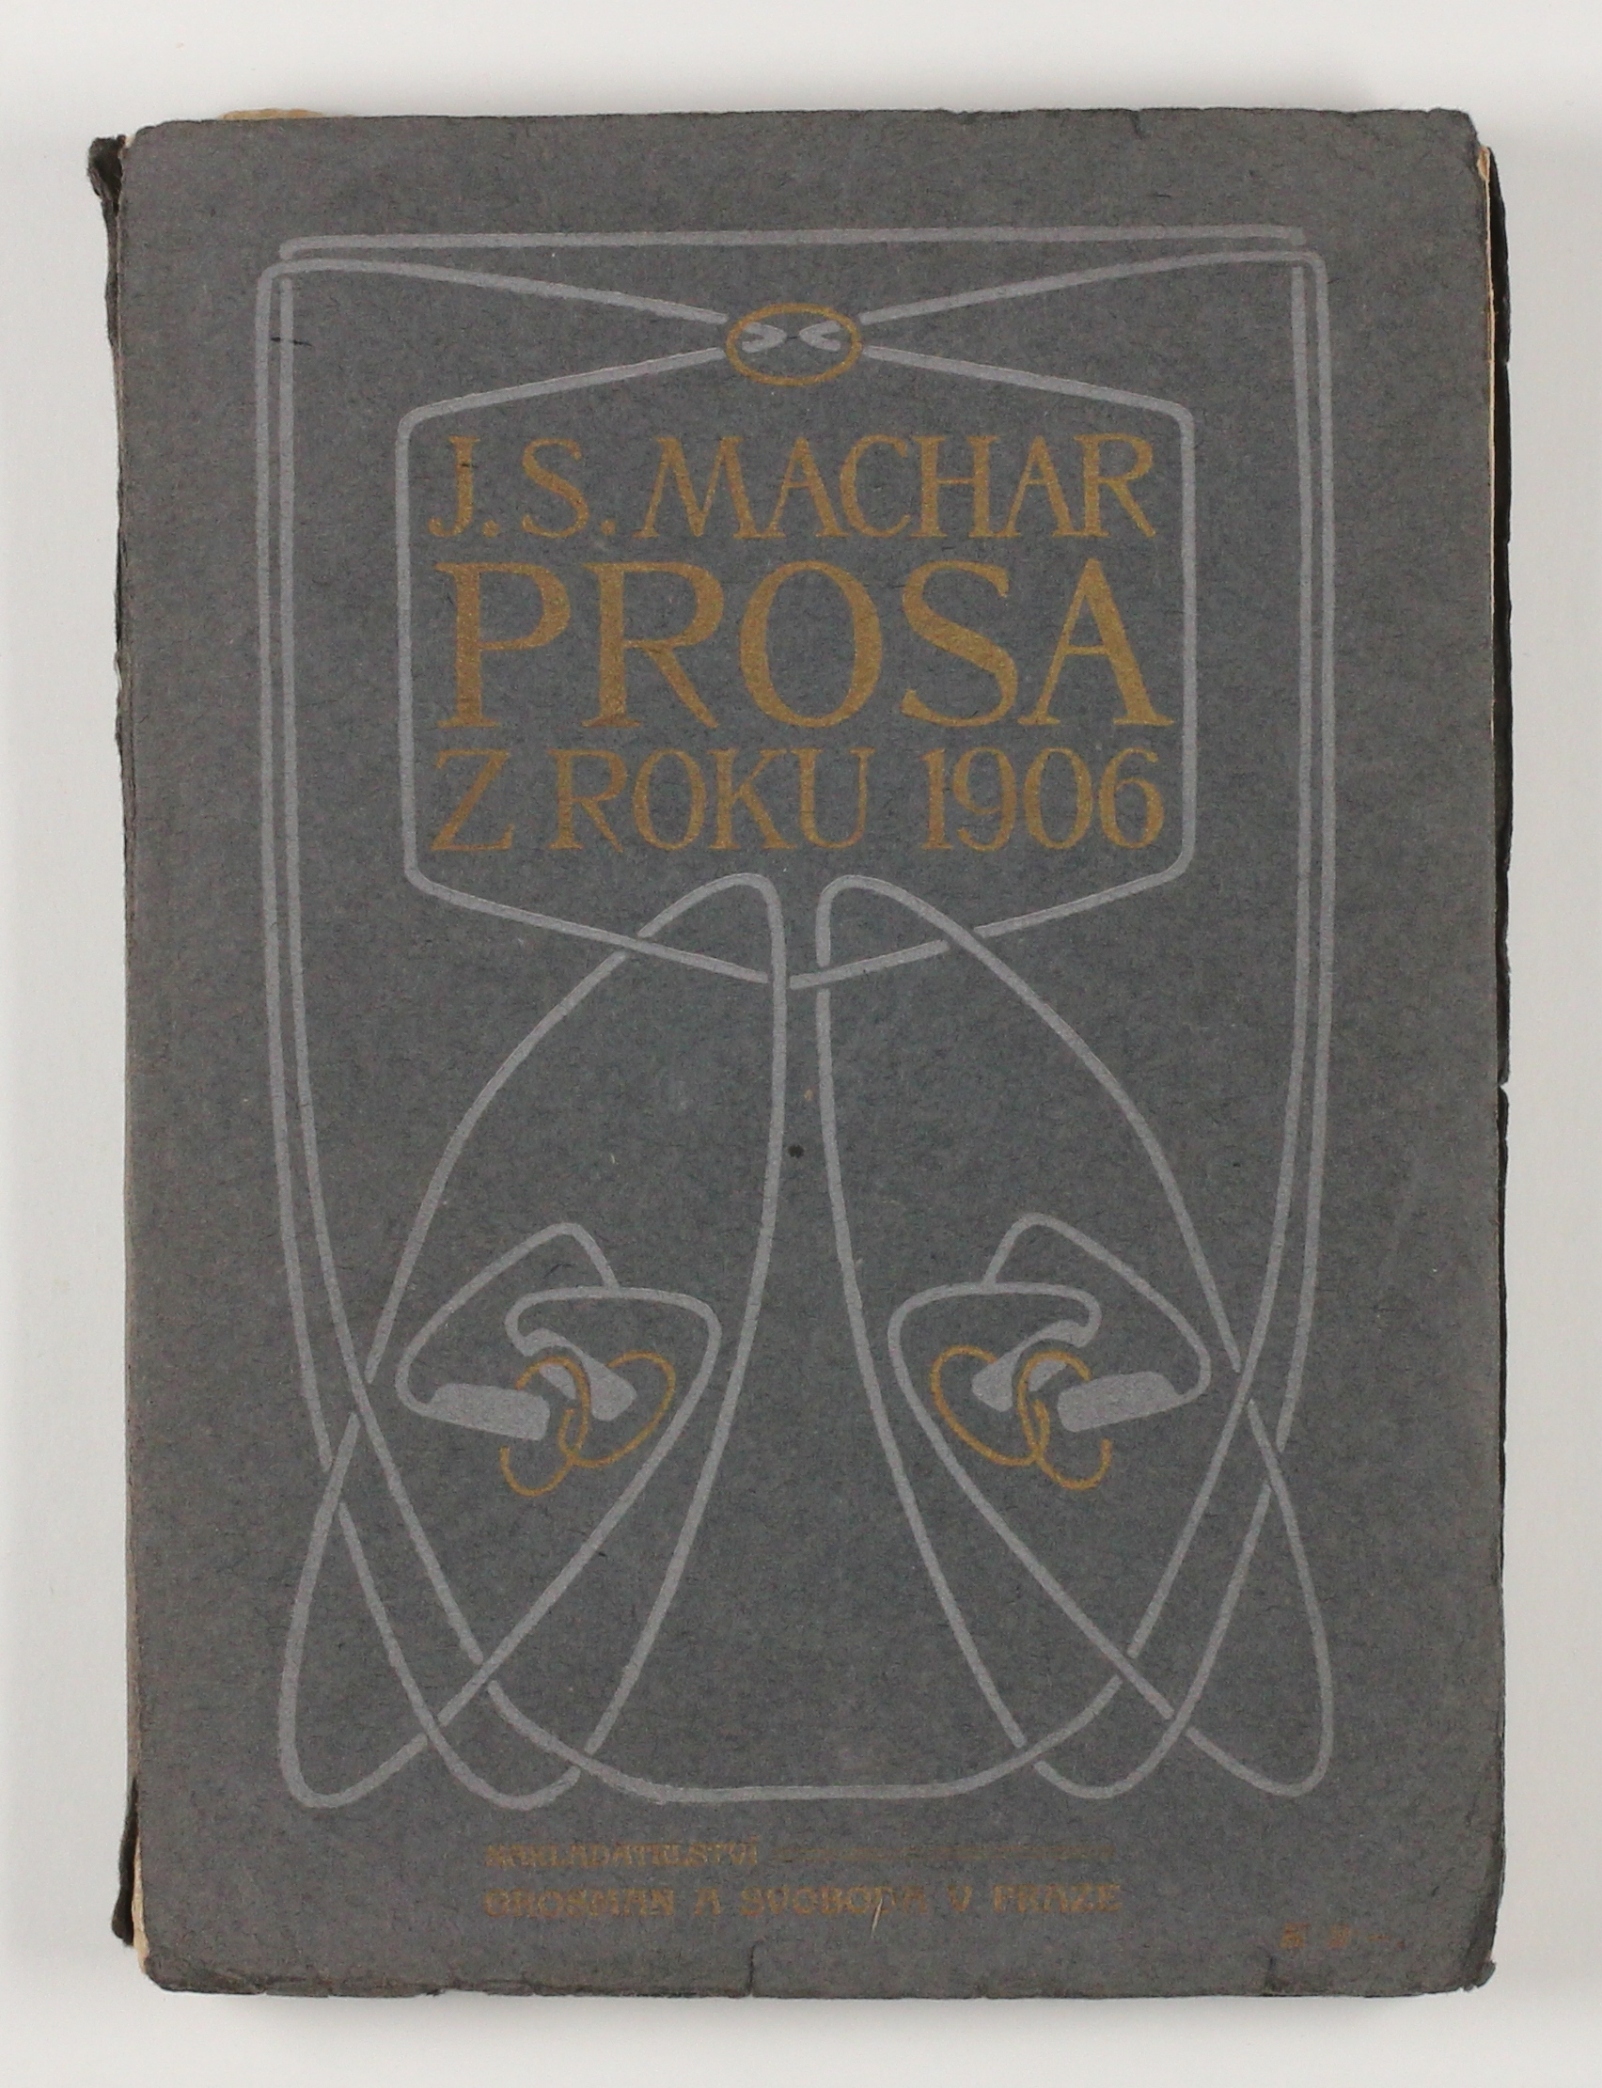 J. S. MACHAR
PROSA
Z ROKU 1906
NAKLADATELSTVÍ
GROSMAN A SVOBODA V PRAZE